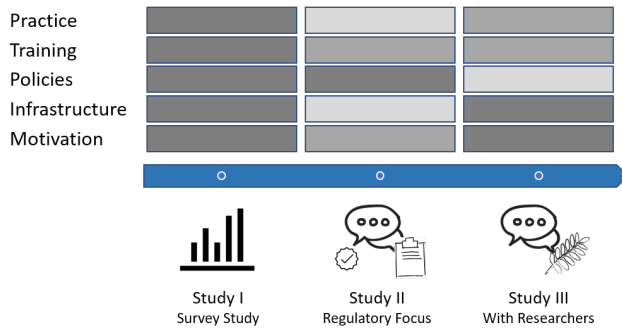 Practice
Training
Policies
Infrastructure
Motivation
Study I
Survey Study
Study II
Regulatory Focus
Study III
With Researchers